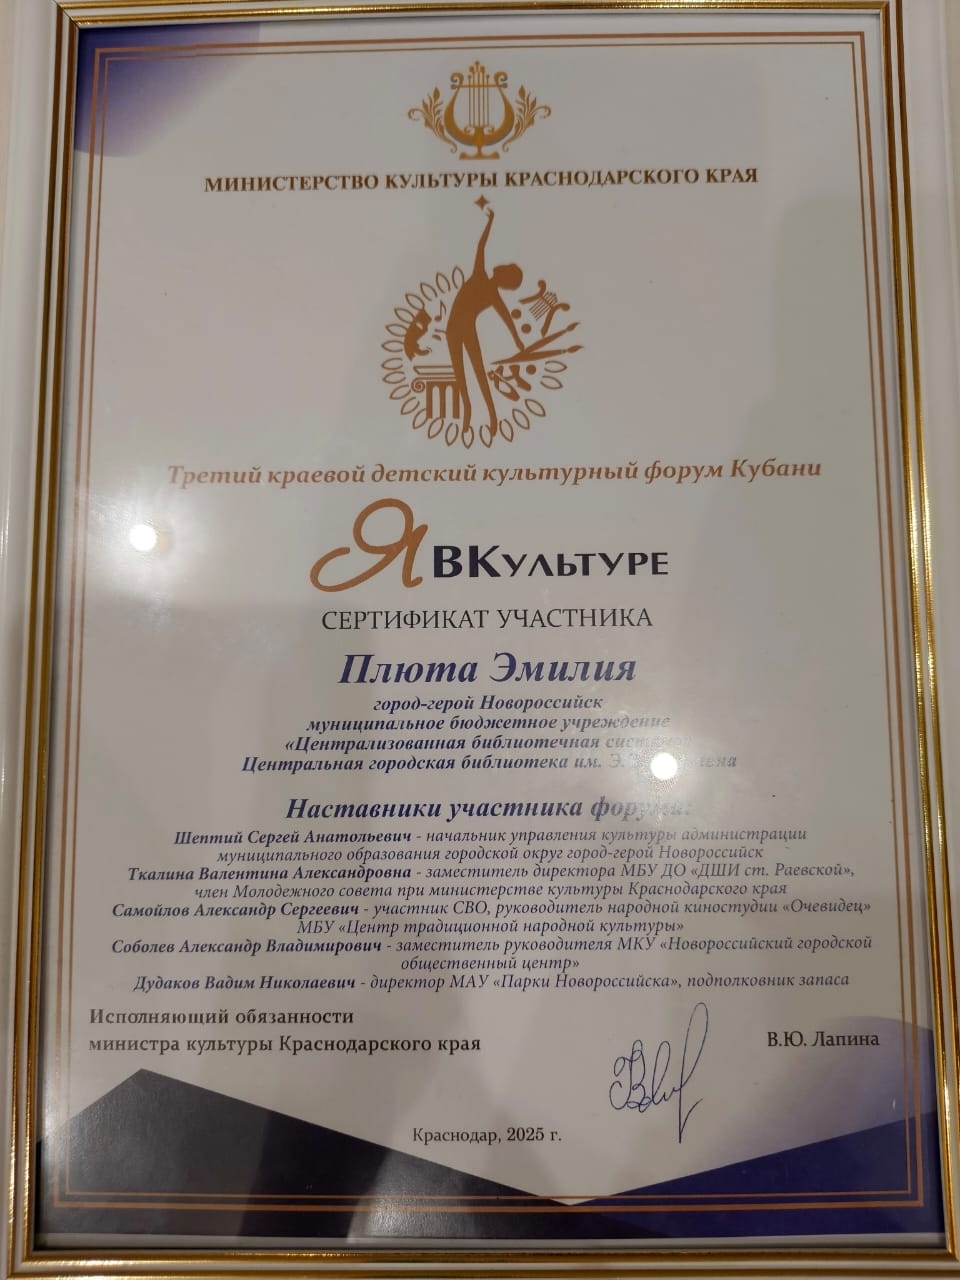 МИНИСТЕРСТВО КУЛЬТУРЫ КРАСНОДАРСКОГО КРАЯ
Третий краевой детский культурный форум Кубани
Я ВКУЛЬТУРЕ
СЕРТИФИКАТ УЧАСТНИКА
Плюта Эмилия
город-герой Новороссийск
муниципальное бюджетное учреждение
«Централизованная библиотечная система»
Центральная городская библиотека им. Э.
Наставники участника форума:
Шептий Сергей Анатольевич - начальник управления культуры администрации
муниципального образования городской округ город-герой Новороссийск
Ткалина Валентина Александровна - заместитель директора МБУ ДО «ДШИ ст. Раевской»,
член Молодежного совета при министерстве культуры Краснодарского края
Самойлов Александр Сергеевич - участник СВО, руководитель народной киностудии «Очевидец»
МБУ «Центр традиционной народной культуры»
Соболев Александр Владимирович - заместитель руководителя МКУ «Новороссийский городской
общественный центр»
Дудаков Вадим Николаевич - директор МАУ «Парки Новороссийска», подполковник запаса
Исполняющий обязанности
министра культуры Краснодарского края
В.Ю. Лапина
Краснодар, 2025 г.